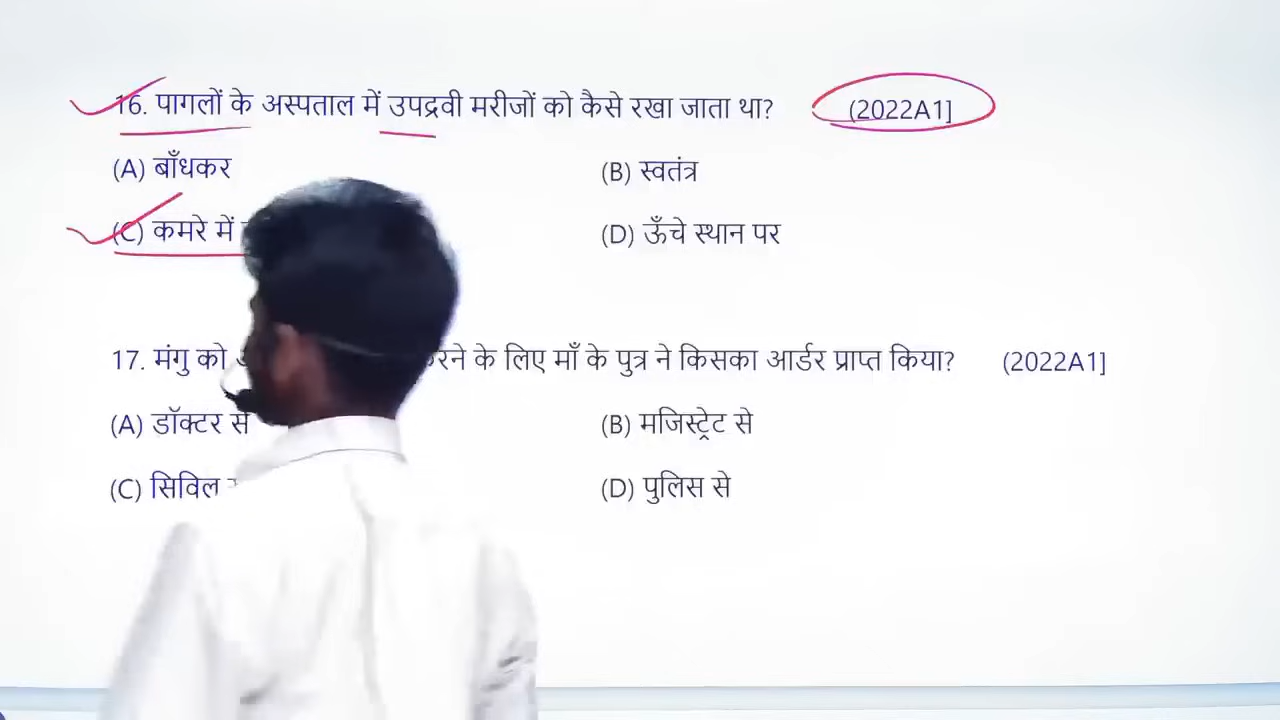 16. पागलों के अस्पताल में उपद्रवी मरीजों को कैसे रखा जाता था? (2022A1]
(A) बाँधकर (B) स्वतंत्र
(C) कमरे में (D) ऊँचे स्थान पर
17. मंगु को के लिए माँ के पुत्र ने किसका आर्डर प्राप्त किया? (2022A1]
(A) डॉक्टर से (B) मजिस्ट्रेट से
(C) सिविल (D) पुलिस से